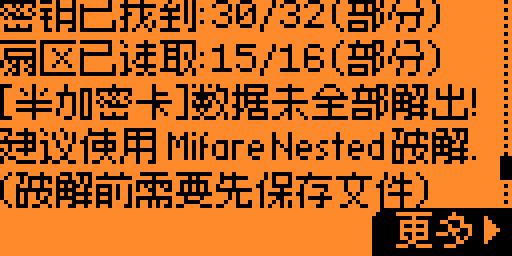 密钥已找到:30/32(部分)
扇区已读取:15/16(部分)
[半加密卡]数据未全部解出!
建议使用 Mifare Nested 破解.
(破解前需要先保存文件)
更多